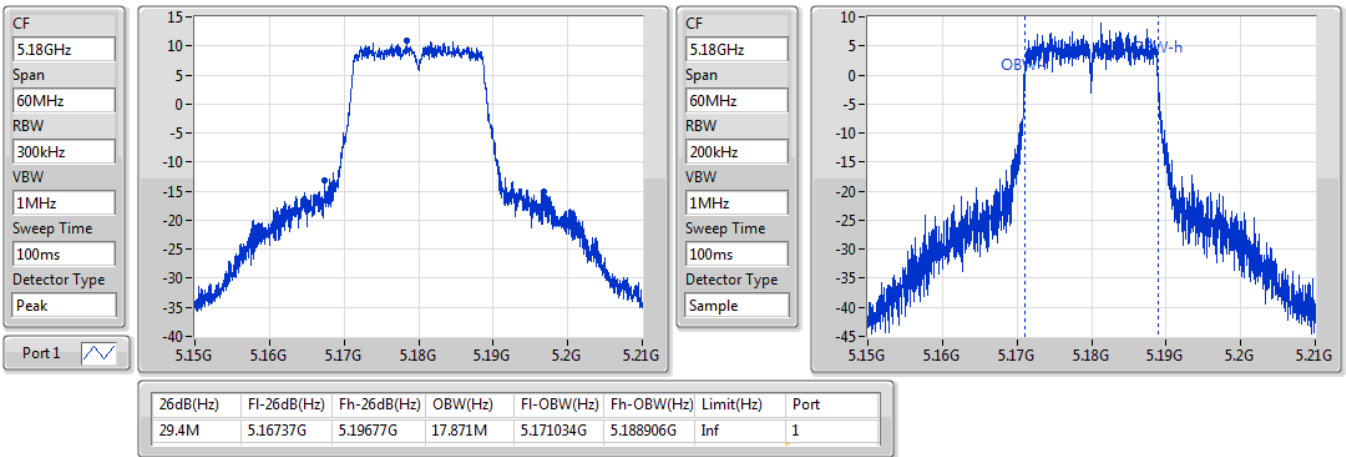 CF
5.18GHz
Span
60MHz
RBW
300kHz
VBW
1MHz
Sweep Time
100ms
Detector Type
Peak
Port 1
15
10
5
0
-5
-10
-15
-20
-25
-30
-35
-40
5.15G 5.16G 5.17G 5.18G 5.19G 5.2G 5.21G
CF
5.18GHz
Span
60MHz
RBW
200kHz
VBW
1MHz
Sweep Time
100ms
Detector Type
Sample
10
5
0
-5
-10
-15
-20
-25
-30
-35
-40
-45
5.15G 5.16G 5.17G 5.18G 5.19G 5.2G 5.21G
26dB(Hz) Fl-26dB(Hz) Fh-26dB(Hz) OBW(Hz) Fl-OBW(Hz) Fh-OBW(Hz) Limit(Hz) Port
29.4M 5.16737G 5.19677G 17.871M 5.171034G 5.188906G Inf 1